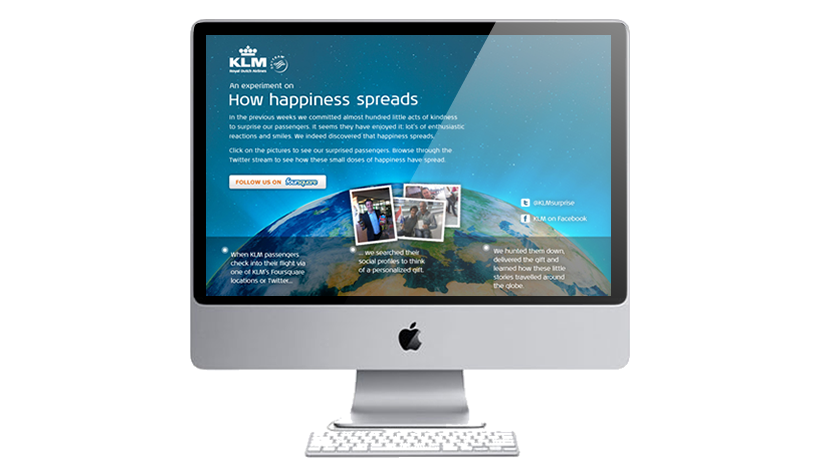 KLM
Royal Dutch Airlines
An experiment on
How happiness spreads
In the previous weeks we committed almost hundred little acts of kindness
to surprise our passengers. it seems they have enjoyed it: lot's of enthusiastic
reactions and smiles. We indeed discovered that happiness spreads.
Click on the pictures to see our surprised passengers. Browse through the
Twitter stream to see how these small doses of happiness have spread.
FOLLOW US ON foursquare
@KLMsurprise
KLM on Facebook
When KLM passengers
check into their flight via
one of KLM's Foursquare
locations or Twitter...
... we searched their
social profiles to think
of a personalized gift.
We hunted them down,
delivered the gift and
learned how these little
stories travelled around
the globe.